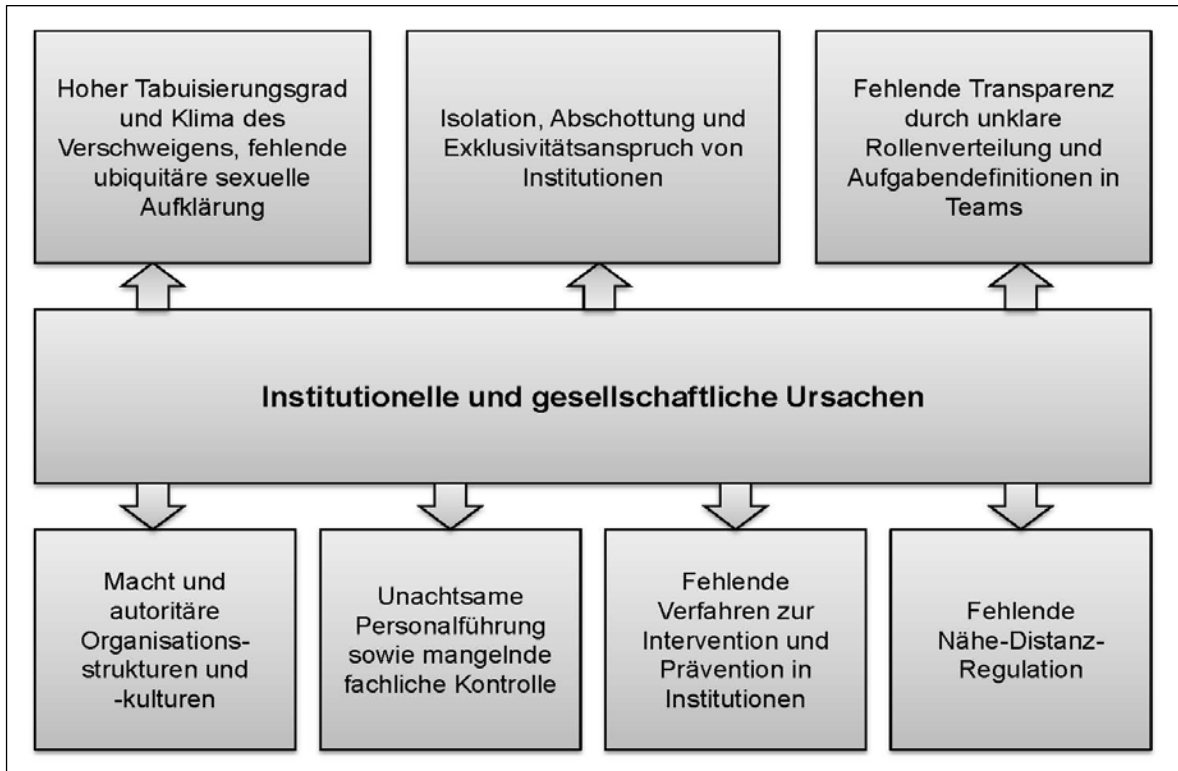 Hoher Tabuisierungsgrad
und Klima des
Verschweigens, fehlende
ubiquitäre sexuelle
Aufklärung
Isolation, Abschottung und
Exklusivitätsanspruch von
Institutionen
Fehlende Transparenz
durch unklare
Rollenverteilung und
Aufgabendefinitionen in
Teams
Institutionelle und gesellschaftliche Ursachen
Macht und
autoritäre
Organisations-
strukturen und
-kulturen
Unachtsame
Personalführung
sowie mangelnde
fachliche Kontrolle
Fehlende
Verfahren zur
Intervention und
Prävention in
Institutionen
Fehlende
Nähe-Distanz-
Regulation